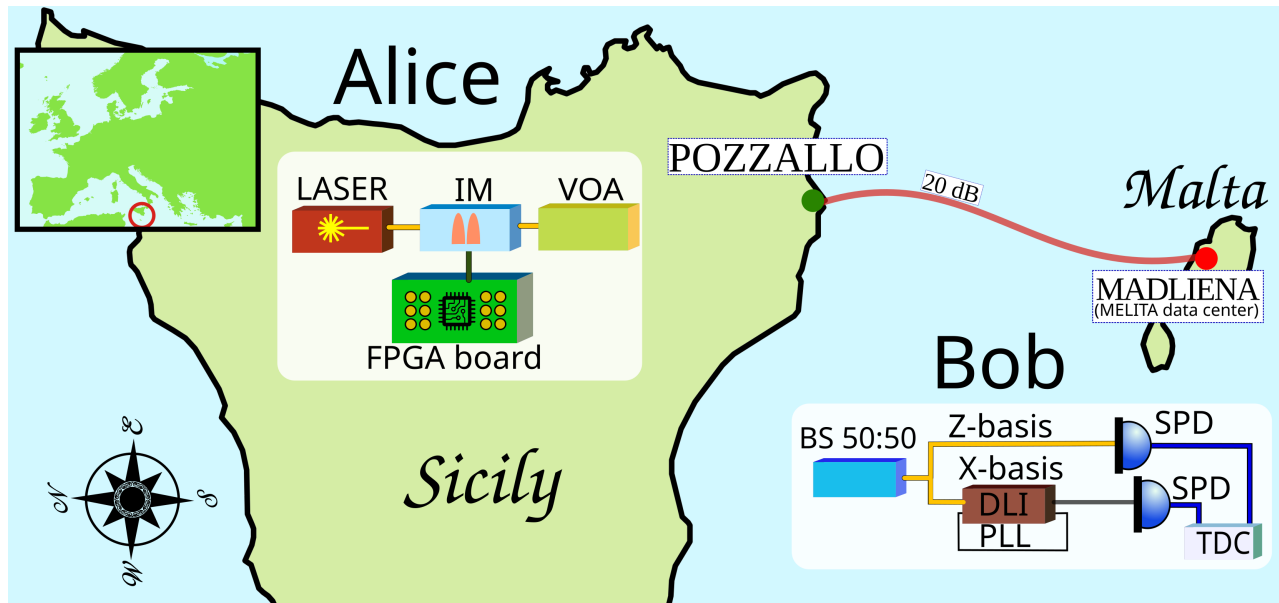 Alice
POZZALLO
20 dB
Malta
LASER
IM
VOA
FPGA board
MADLIENA
(MELITA data center)
Bob
BS 50:50
Z-basis
SPD
X-basis
SPD
DLI
PLL
TDC
Sicily
E
N
S
W